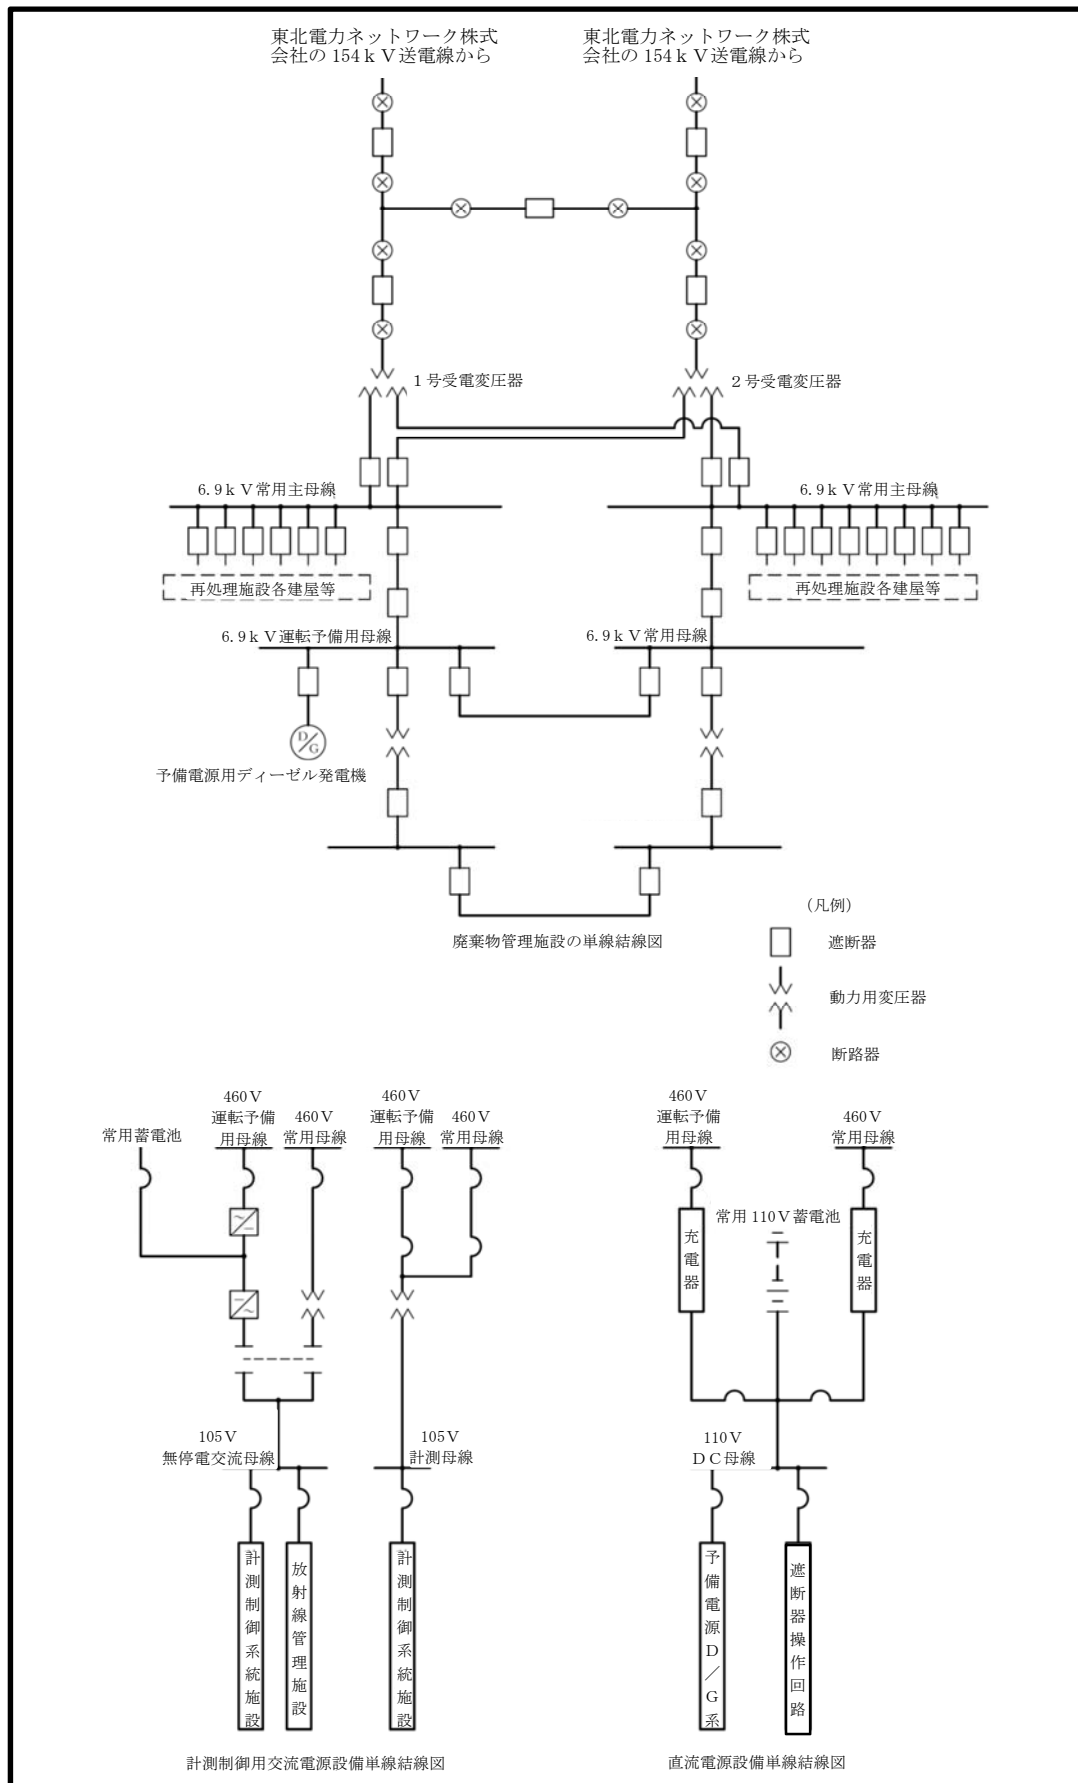 東北電力ネットワーク株式
会社の154kV送電線から
東北電力ネットワーク株式
会社の154kV送電線から
1号受電変圧器
2号受電変圧器
6.9kV常用主母線
6.9kV常用主母線
再処理施設各建屋等
再処理施設各建屋等
6.9kV運転予備用母線
6.9kV常用母線
D/G
予備電源用ディーゼル発電機
廃棄物管理施設の単線結線図
(凡例)
遮断器
動力用変圧器
断路器
常用蓄電池
460V
運転予備
用母線
460V
常用母線
460V
運転予備
用母線
460V
常用母線
105V
無停電交流母線
105V
計測母線
計測制御系統施設
放射線管理施設
計測制御系統施設
計測制御用交流電源設備単線結線図
460V
運転予備
用母線
460V
常用母線
充電器
常用110V蓄電池
充電器
110V
DC母線
予備電源D/G系
遮断器操作回路
直流電源設備単線結線図